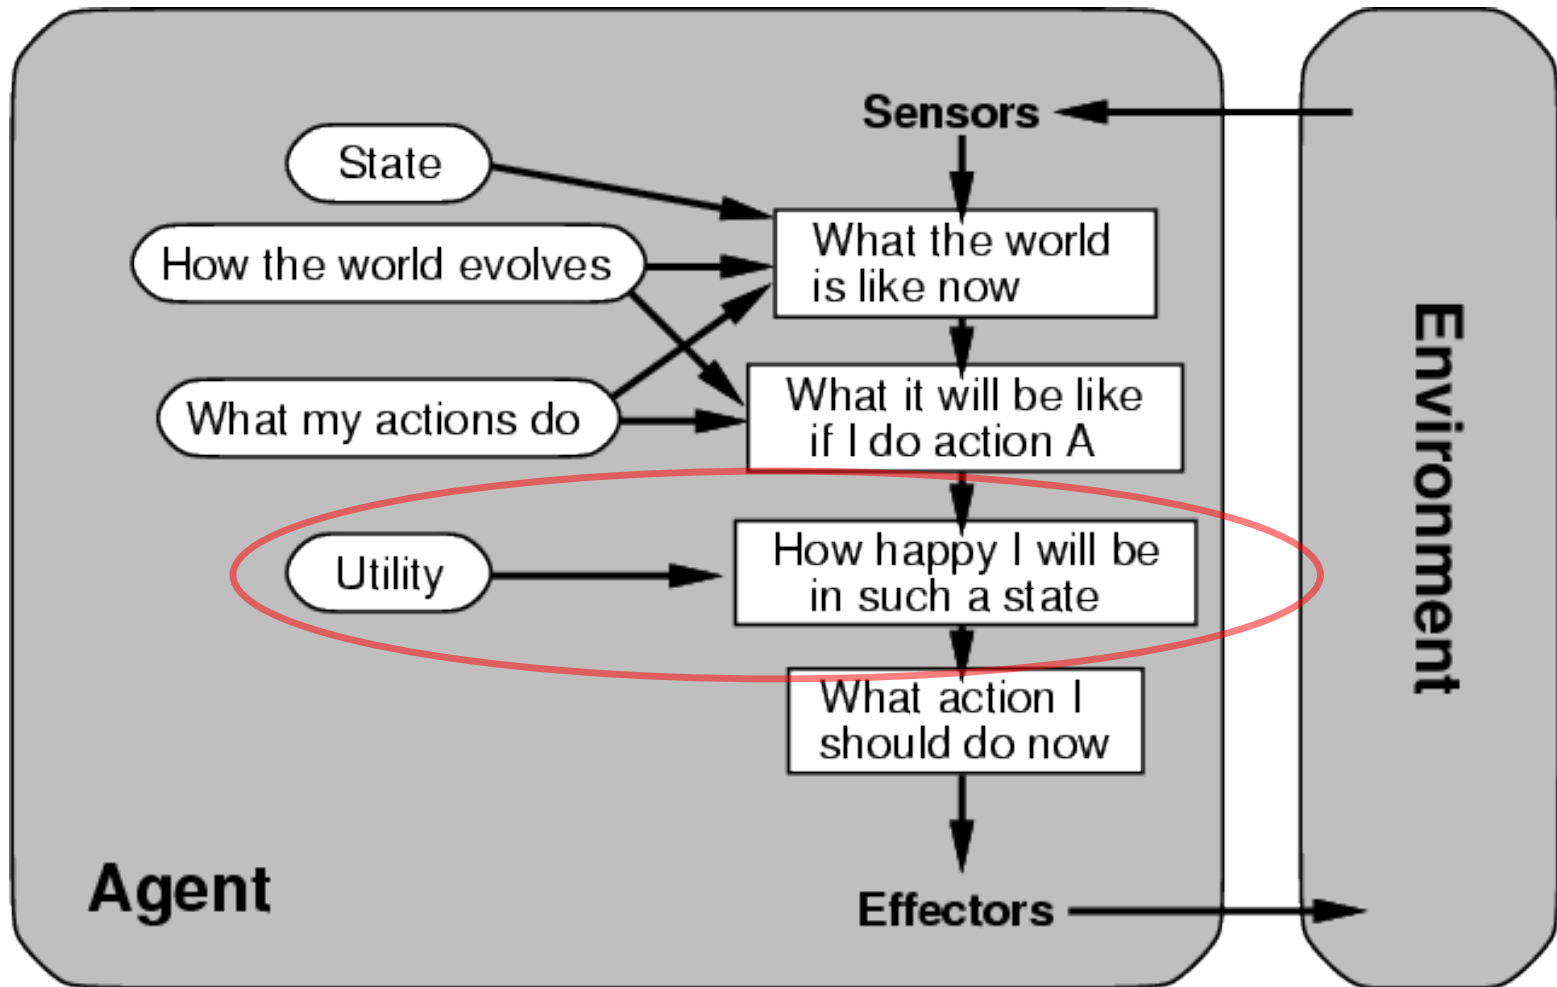 Sensors
State
What the world
is like now
How the world evolves
What my actions do
What it will be like
if I do action A
Utility
How happy I will be
in such a state
What action I
should do now
Effectors
Agent
Environment